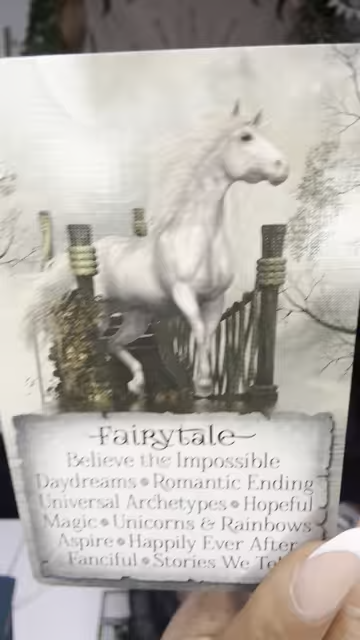 Fairytale
Believe the Impossible
Daydreams • Romantic Ending
Universal Archetypes • Hopeful
Magic • Unicorns & Rainbows
Aspire • Happily Ever After
Fanciful • Stories We